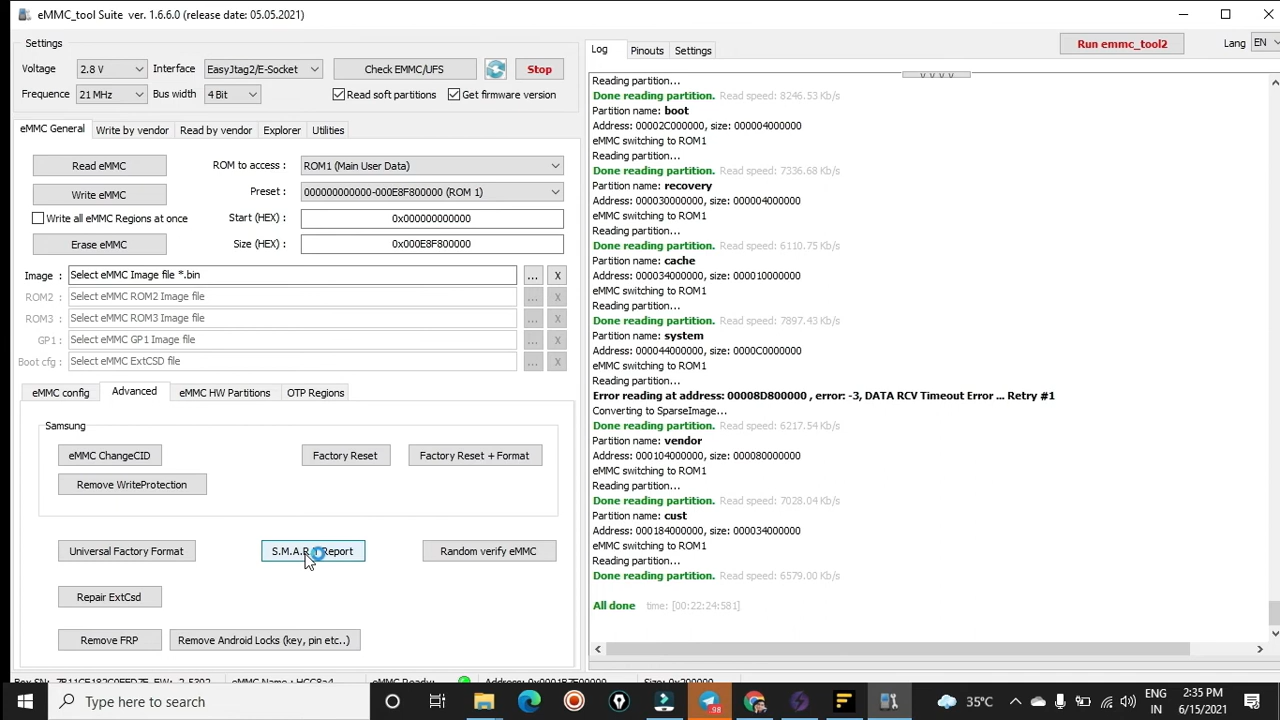 eMMC_tool Suite ver. 1.6.6.0 (release date: 05.05.2021)
Settings
Voltage 2.8 V Interface EasyJtag2/E-Socket Check EMMC/UFS Stop
Frequency 21 MHz Bus width 4 Bit Read soft partitions Get firmware version
eMMC General Write by vendor Read by vendor Explorer Utilities
Read eMMC ROM to access : ROM1 (Main User Data)
Write eMMC Preset : 000000000000-000E8F800000 (ROM 1)
Write all eMMC Regions at once Start (HEX) : 0x000000000000
Erase eMMC Size (HEX) : 0x000E8F800000
Image : Select eMMC Image file *.bin ... X
ROM2 : Select eMMC ROM2 Image file ... X
ROM3 : Select eMMC ROM3 Image file ... X
GP1 : Select eMMC GP1 Image file ... X
Boot cfg : Select eMMC ExtCSD file ... X
eMMC config Advanced eMMC HW Partitions OTP Regions
Samsung
eMMC ChangeCID Factory Reset Factory Reset + Format
Remove WriteProtection
Universal Factory Format S.M.A.R. Report Random verify eMMC
Repair ExtCsd
Remove FRP Remove Android Locks (key, pin etc..)
Log Pinouts Settings Run emmc_tool2 Lang EN
Reading partition...
Done reading partition. Read speed: 8246.53 Kb/s
Partition name: boot
Address: 00002C000000, size: 000004000000
eMMC switching to ROM1
Reading partition...
Done reading partition. Read speed: 7336.68 Kb/s
Partition name: recovery
Address: 000030000000, size: 000004000000
eMMC switching to ROM1
Reading partition...
Done reading partition. Read speed: 6110.75 Kb/s
Partition name: cache
Address: 000034000000, size: 000010000000
eMMC switching to ROM1
Reading partition...
Done reading partition. Read speed: 7897.43 Kb/s
Partition name: system
Address: 000044000000, size: 0000C0000000
eMMC switching to ROM1
Reading partition...
Error reading at address: 00008D800000 , error: -3, DATA RCV Timeout Error ... Retry #1
Converting to SparseImage...
Done reading partition. Read speed: 6217.54 Kb/s
Partition name: vendor
Address: 000104000000, size: 000080000000
eMMC switching to ROM1
Reading partition...
Done reading partition. Read speed: 7028.04 Kb/s
Partition name: cust
Address: 000184000000, size: 000034000000
eMMC switching to ROM1
Reading partition...
Done reading partition. Read speed: 6579.00 Kb/s
All done time: [00:22:24:581]
Type here to search 98 35°C ENG IN 2:35 PM 6/15/2021